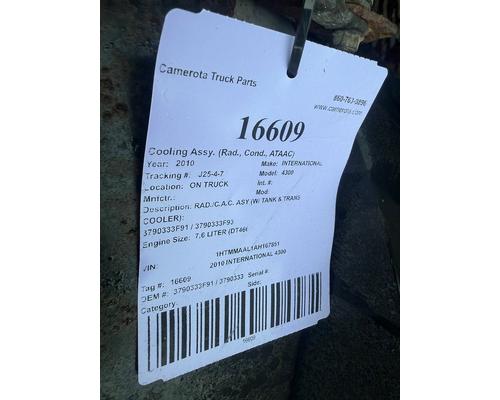 Camerota Truck Parts
860-763-0896
www.camerota.com
16609
Cooling Assy. (Rad., Cond., ATAAC)
Year: 2010 Make: INTERNATIONAL
Tracking #: J25-4-7 Model: 4300
Location: ON TRUCK Int. #:
Mnfctr.: Mod:
Description: RAD./C.A.C. ASY (W/ TANK & TRANS
COOLER):
3790333F91 / 3790333F93
Engine Size: 7.6 LITER (DT466
1HTMMAAL1AH167851
VIN: 2010 INTERNATIONAL 4300
Tag #: 16609
OEM #: 3790333F91 / 3790333 Serial #:
Category: Side:
16609